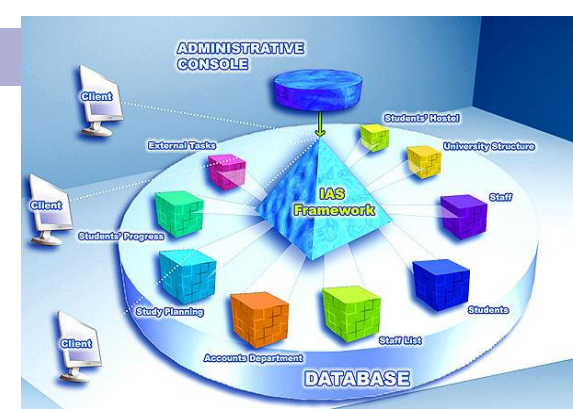 ADMINISTRATIVE
CONSOLE
Client
Students' Hostel
External Tasks
University Structure
IAS
Framework
Client
Staff
Students' Progress
Study Planning
Students
Client
Staff List
Accounts Department
DATABASE